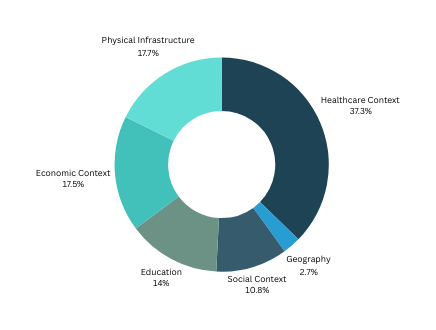 Physical Infrastructure
17.7%
Healthcare Context
37.3%
Economic Context
17.5%
Geography
2.7%
Education
14%
Social Context
10.8%